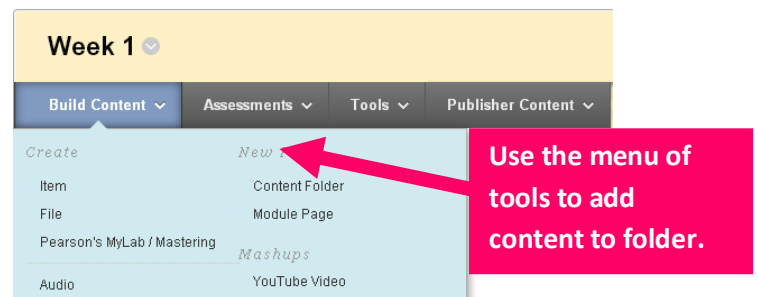 Week 1
Build Content Assessments Tools Publisher Content
Create
New
Item
Content Folder
File
Module Page
Pearson's MyLab / Mastering
Mashups
Audio
YouTube Video
Use the menu of
tools to add
content to folder.